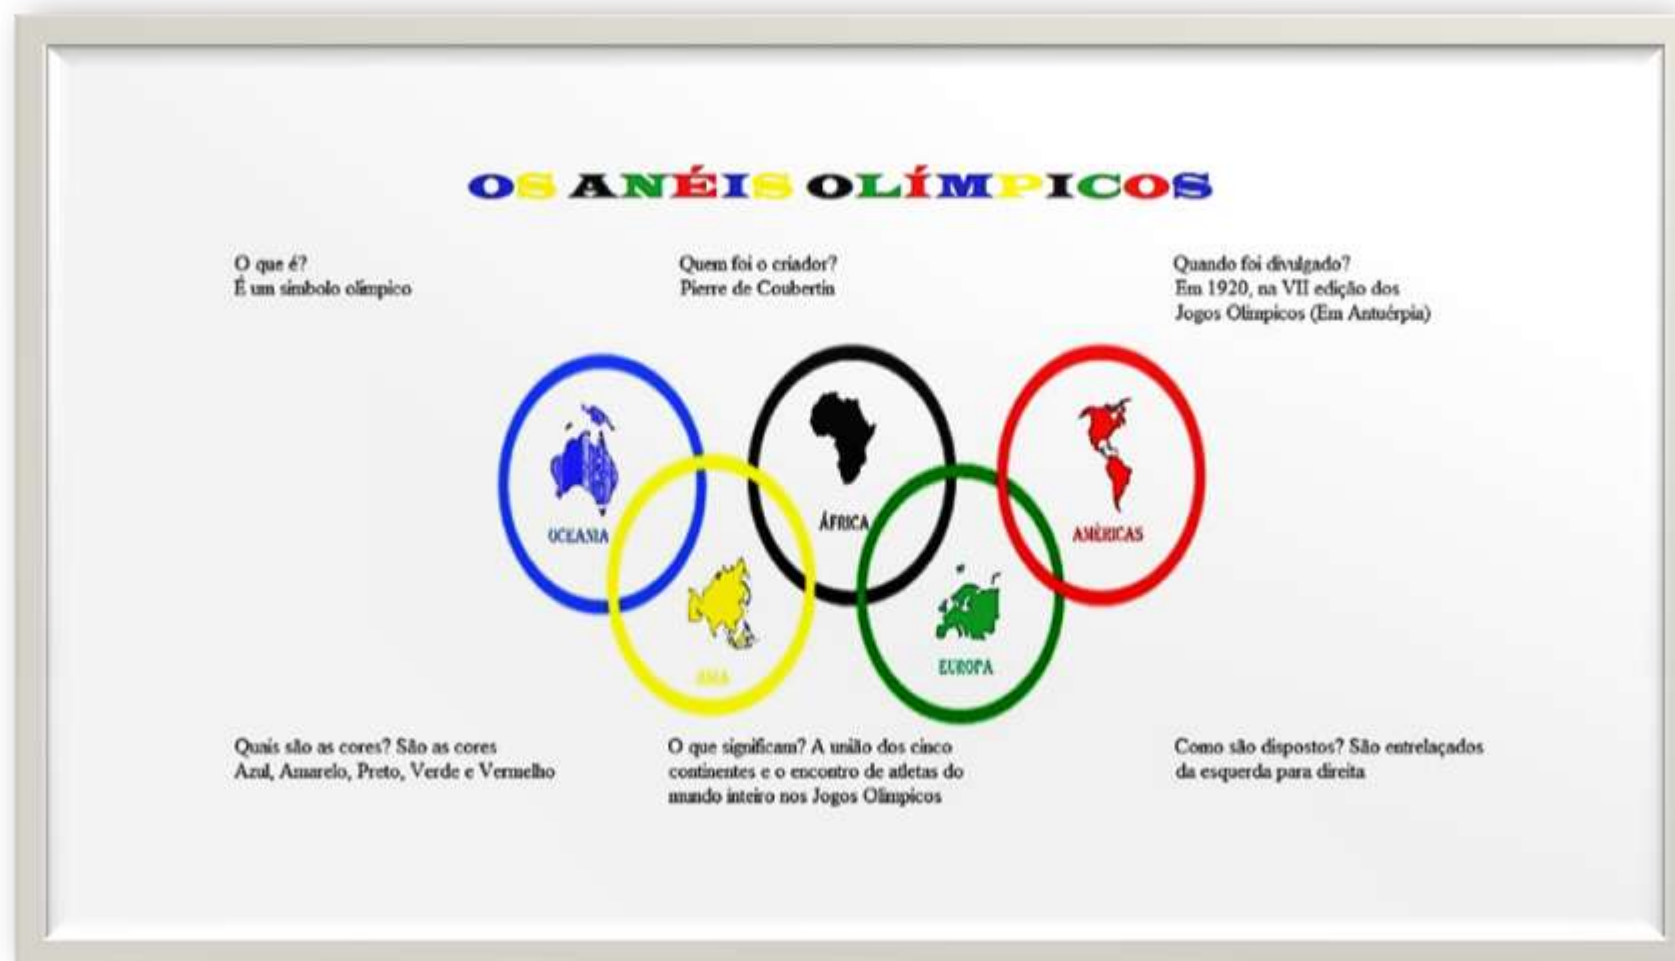 OS ANÉIS OLÍMPICOS
O que é?
É um símbolo olímpico
Quem foi o criador?
Pierre de Coubertin
Quando foi divulgado?
Em 1920, na VII edição dos
Jogos Olimpicos (Em Antuérpia)
OCEANIA
ÁFRICA
AMÉRICAS
ASIA
EUROPA
Quais são as cores? São as cores
Azul, Amarelo, Preto, Verde e Vermelho
O que significam? A união dos cinco
continentes e o encontro de atletas do
mundo inteiro nos Jogos Olimpicos
Como são dispostos? São entrelaçados
da esquerda para direita